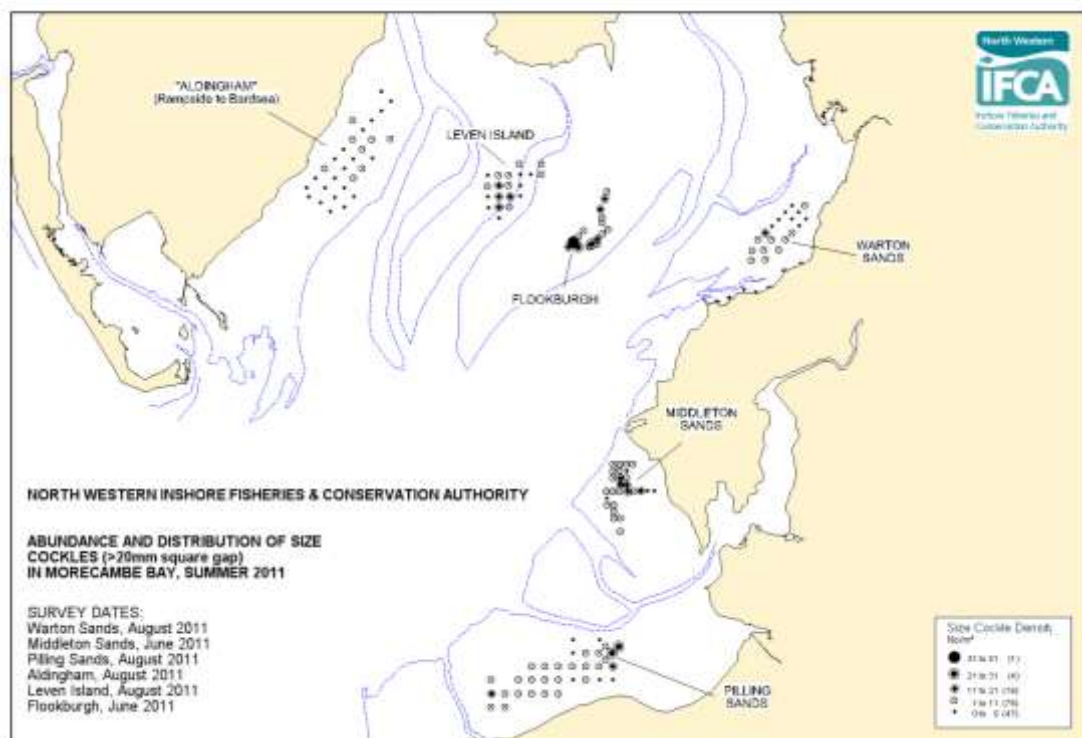 North Western
IFCA
Inshore Fisheries and
Conservation Authority
"ALDINGHAM"
(Rampside to Bardsea)
LEVEN ISLAND
WARTON
SANDS
FLOOKBURGH
MIDDLETON
SANDS
NORTH WESTERN INSHORE FISHERIES & CONSERVATION AUTHORITY
ABUNDANCE AND DISTRIBUTION OF SIZE
COCKLES (>20mm square gap)
IN MORECAMBE BAY, SUMMER 2011
SURVEY DATES:
Warton Sands, August 2011
Middleton Sands, June 2011
Pilling Sands, August 2011
Aldingham, August 2011
Leven Island, August 2011
Flookburgh, June 2011
PILLING
SANDS
Size Cockle Density
No/m²